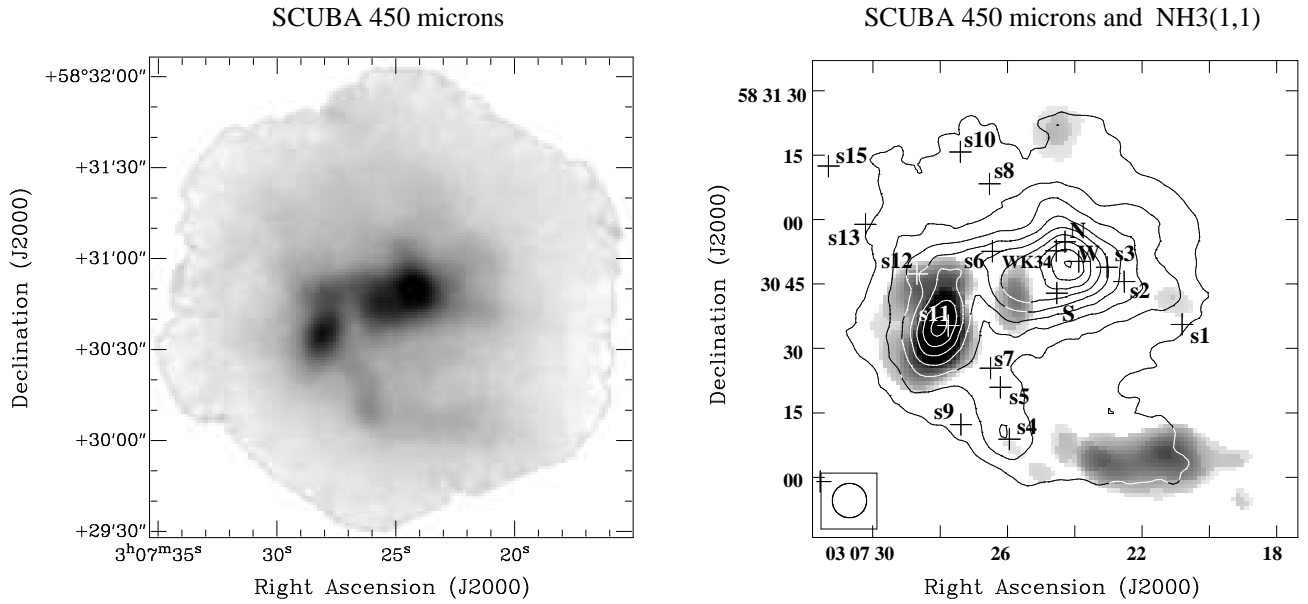 SCUBA 450 microns
+58°32′00″
+31′30″
+31′00″
+30′30″
+30′00″
+29′30″
3ʰ07ᵐ35ˢ
30ˢ
25ˢ
20ˢ
Declination (J2000)
Right Ascension (J2000)
SCUBA 450 microns and NH3(1,1)
58 31 30
15
00
30 45
30
15
00
03 07 30
26
22
18
Declination (J2000)
Right Ascension (J2000)
s10
s15
s8
s13
N
s12
s6
WK34
W
s3
s2
s11
S
s1
s7
s5
s9
s4